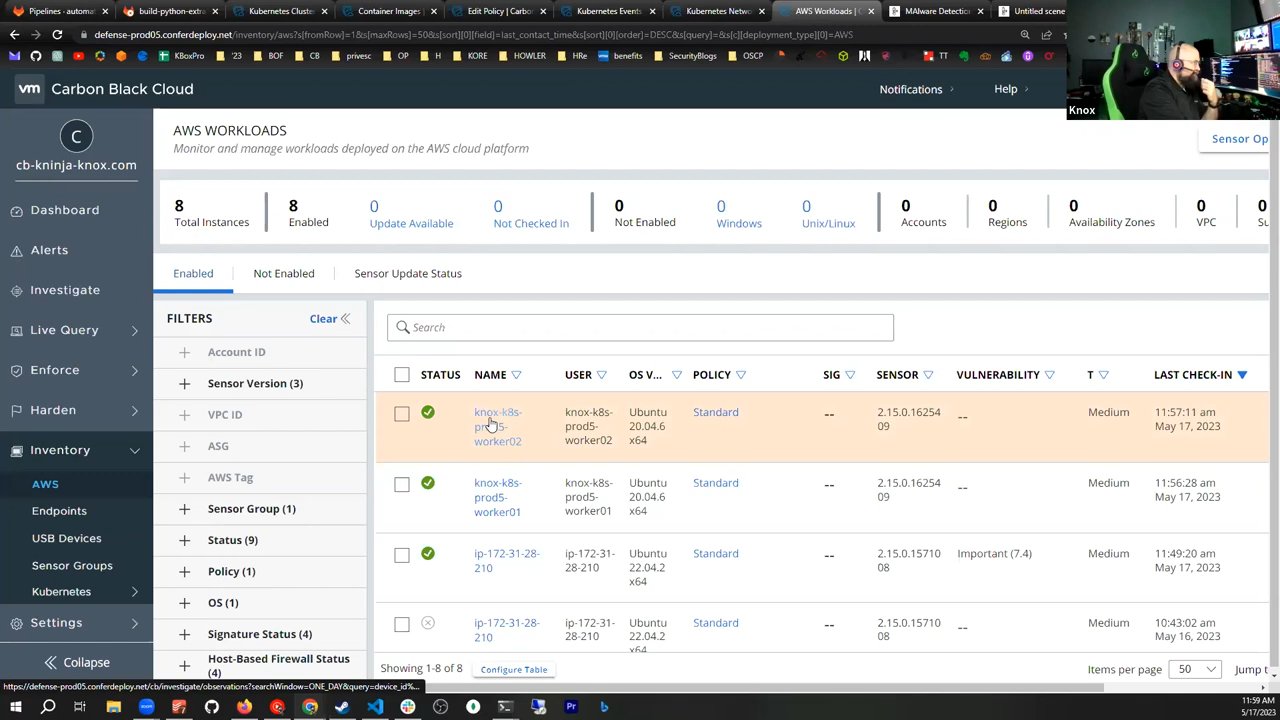 Pipelines - automatic
build-python-extra
Kubernetes Cluster
Container Images |
Edit Policy | Carbo
Kubernetes Events
Kubernetes Netwo
AWS Workloads | C
MALware Detection
Untitled scene
defense-prod05.conferdeploy.net/inventory/aws?s[fromRow]=1&s[maxRows]=50&s[sort][0][field]=last_contact_time&s[sort][0][order]=DESC&s[query]=&s[c][deployment_type][0]=AWS
KBoxPro
'23
BOF
CB
privesc
OP
H
KORE
HOWLER
HRe
benefits
SecurityBlogs
OSCP
TT
Knox
vm Carbon Black Cloud
Notifications
Help
C
cb-kninja-knox.com
Dashboard
Alerts
Investigate
Live Query
Enforce
Harden
Inventory
AWS
Endpoints
USB Devices
Sensor Groups
Kubernetes
Settings
Collapse
AWS WORKLOADS
Monitor and manage workloads deployed on the AWS cloud platform
Sensor Op
8 8 0 0 0 0 0 0 0 0 0 0
Total Instances Enabled Update Available Not Checked In Not Enabled Windows Unix/Linux Accounts Regions Availability Zones VPC Su
Enabled Not Enabled Sensor Update Status
FILTERS Clear
Account ID
Sensor Version (3)
VPC ID
ASG
AWS Tag
Sensor Group (1)
Status (9)
Policy (1)
OS (1)
Signature Status (4)
Host-Based Firewall Status
(4)
Search
STATUS NAME USER OS V... POLICY SIG SENSOR VULNERABILITY T LAST CHECK-IN
knox-k8s- knox-k8s- Ubuntu Standard -- 2.15.0.16254 -- Medium 11:57:11 am
prod5- prod5- 20.04.6 09 May 17, 2023
worker02 worker02 x64
knox-k8s- knox-k8s- Ubuntu Standard -- 2.15.0.16254 -- Medium 11:56:28 am
prod5- prod5- 20.04.6 09 May 17, 2023
worker01 worker01 x64
ip-172-31-28- ip-172-31- Ubuntu Standard -- 2.15.0.15710 Important (7.4) Medium 11:49:20 am
210 28-210 22.04.2 08 May 17, 2023
x64
ip-172-31-28- ip-172-31- Ubuntu Standard -- 2.15.0.15710 -- Medium 10:43:02 am
210 28-210 22.04.2 08 May 16, 2023
x64
Showing 1-8 of 8 Configure Table Items per page 50 Jump t
https://defense-prod05.conferdeploy.net/cb/investigate/observations?searchWindow=ONE_DAY&query=device_id%...
11:59 AM
5/17/2023